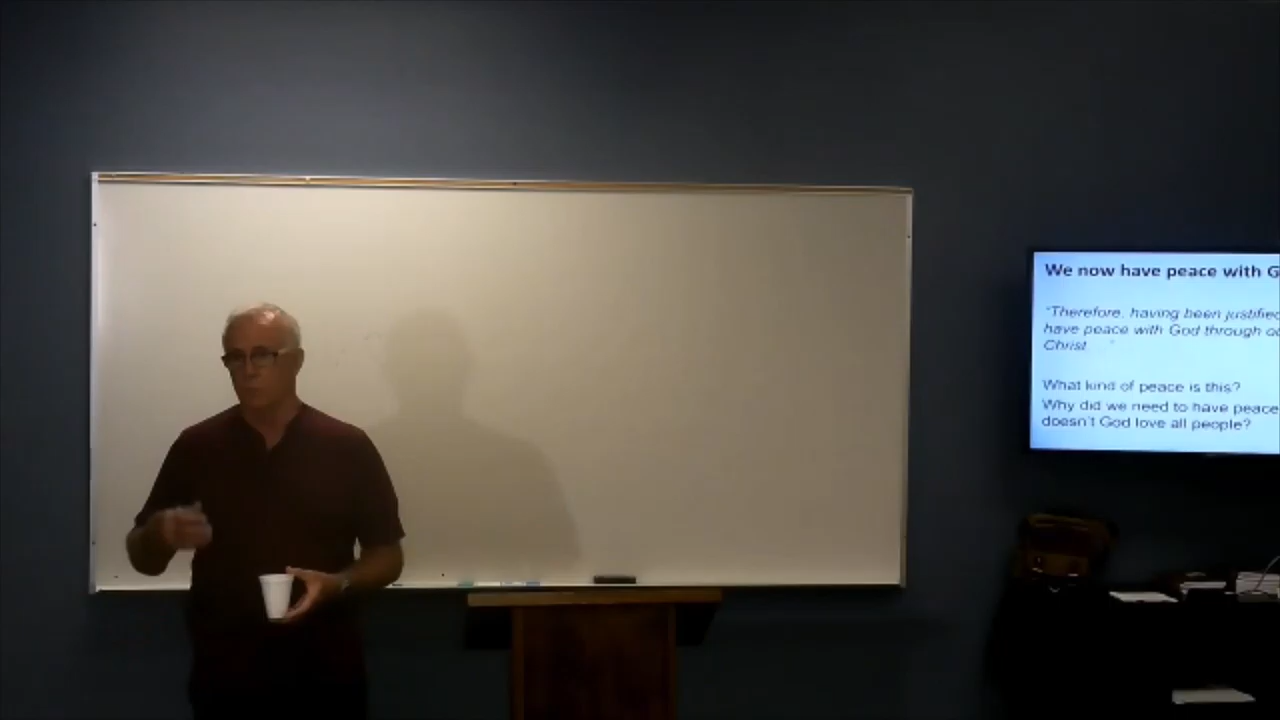 We now have peace with G
"Therefore, having been justified
have peace with God through ou
Christ
What kind of peace is this?
Why did we need to have peace
doesn't God love all people?